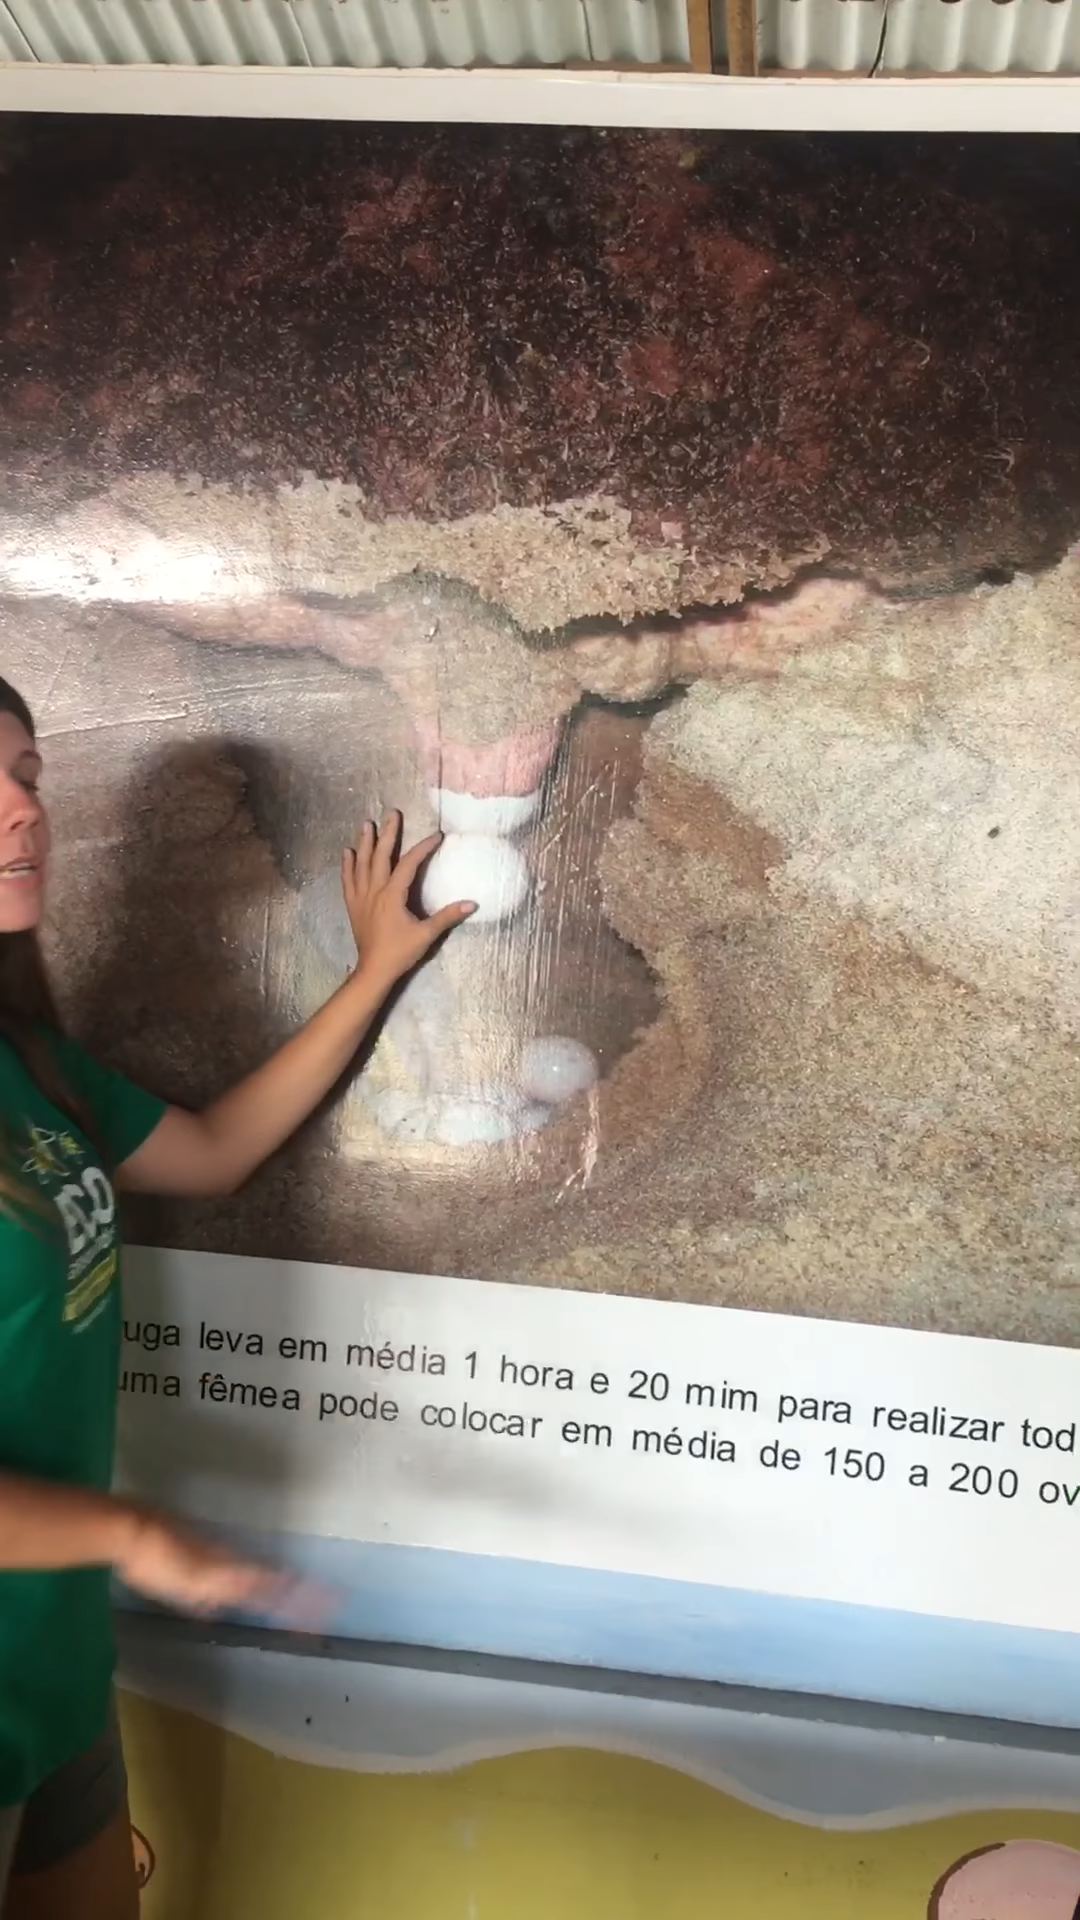 ECO
uga leva em média 1 hora e 20 mim para realizar tod
uma fêmea pode colocar em média de 150 a 200 ov